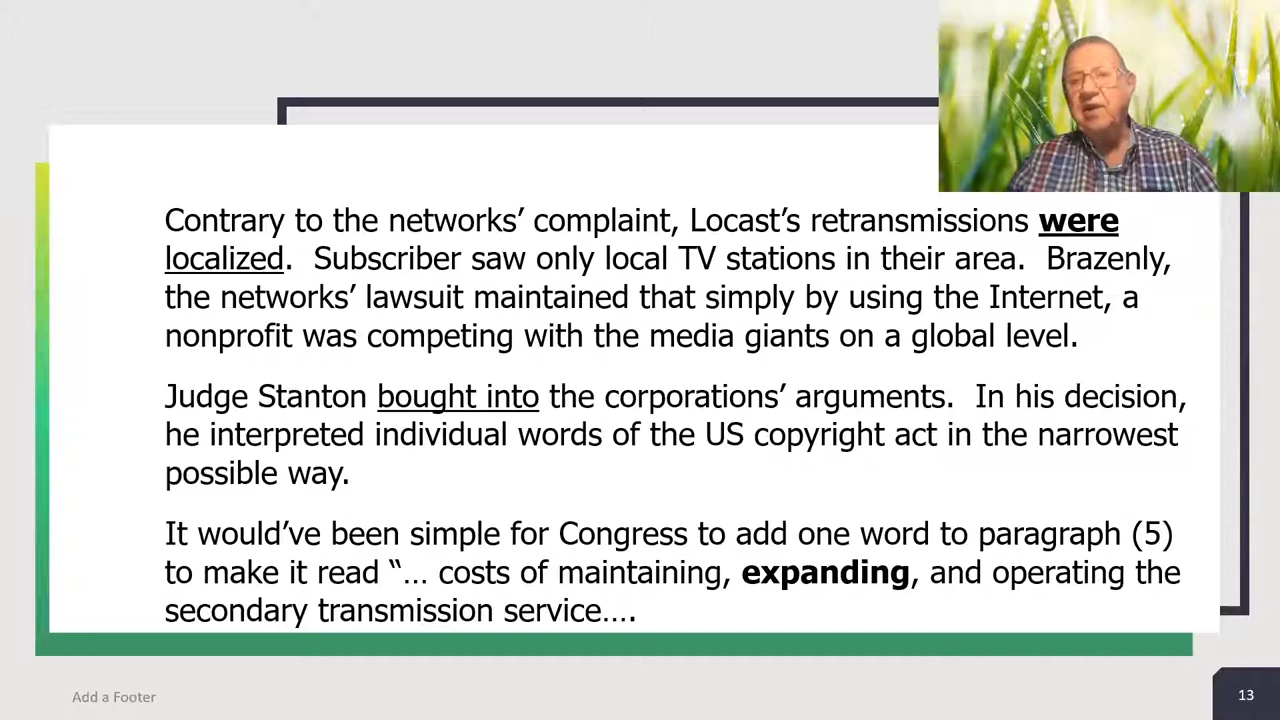 Contrary to the networks’ complaint, Locast’s retransmissions were
localized.  Subscriber saw only local TV stations in their area.  Brazenly,
the networks’ lawsuit maintained that simply by using the Internet, a
nonprofit was competing with the media giants on a global level.
Judge Stanton bought into the corporations’ arguments.  In his decision,
he interpreted individual words of the US copyright act in the narrowest
possible way.
It would’ve been simple for Congress to add one word to paragraph (5)
to make it read “… costs of maintaining, expanding, and operating the
secondary transmission service….
Add a Footer
13